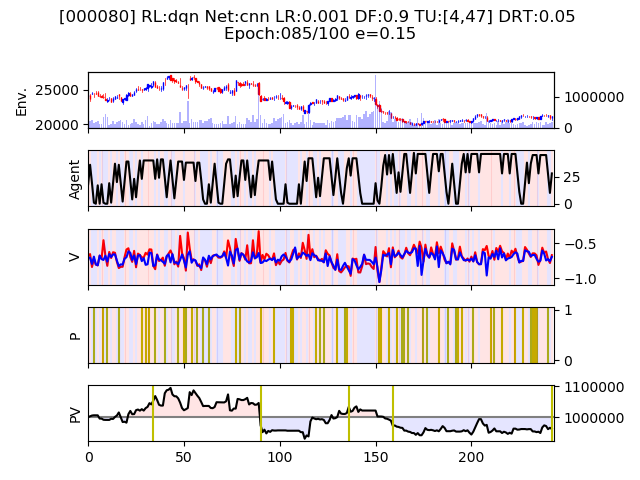 [000080] RL:dqn Net:cnn LR:0.001 DF:0.9 TU:[4,47] DRT:0.05
Epoch:085/100 e=0.15
Env.
25000
20000
1000000
0
Agent
25
0
V
−0.5
−1.0
P
1
0
PV
1100000
1000000
0 50 100 150 200